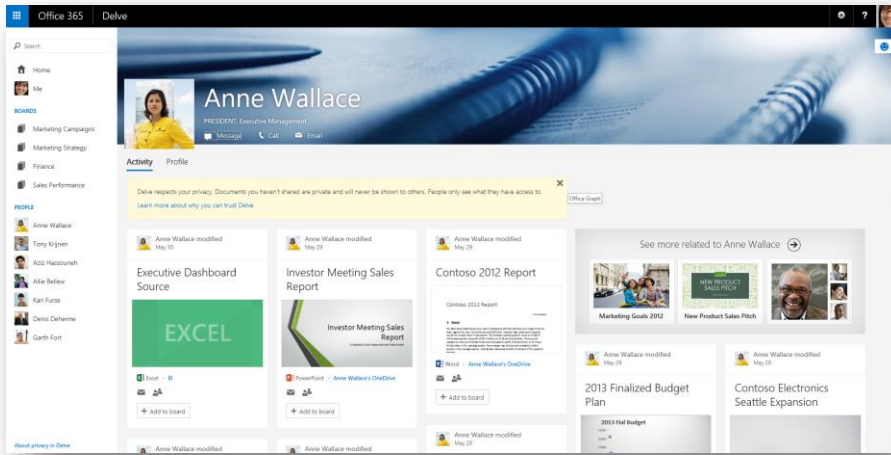 Office 365
Delve
Search
Home
Me
BOARDS
Marketing Campaigns
Marketing Strategy
Finance
Sales Performance
PEOPLE
Anne Wallace
Tony Krijnen
Aziz Hassouneh
Allie Bellew
Kari Furse
Denis Dehenne
Garth Fort
About privacy in Delve
Anne Wallace
PRESIDENT, Executive Management
Message
Call
Email
Activity
Profile
Delve respects your privacy. Documents you haven't shared are private and will never be shown to others. People only see what they have access to.
Learn more about why you can trust Delve
Office Graph
Anne Wallace modified
May 30
Executive Dashboard
Source
EXCEL
Excel - BI
+ Add to board
Anne Wallace modified
May 29
Investor Meeting Sales
Report
Investor Meeting Sales
Report
PowerPoint - Anne Wallace's OneDrive
+ Add to board
Anne Wallace modified
May 29
Contoso 2012 Report
Contoso 2012 Report
Word - Anne Wallace's OneDrive
+ Add to board
See more related to Anne Wallace
Marketing Goals 2012
NEW PRODUCT
SALES PITCH
New Product Sales Pitch
Anne Wallace modified
May 29
2013 Finalized Budget
Plan
2013 Fial Budget
Anne Wallace modified
May 29
Contoso Electronics
Seattle Expansion
Anne Wallace modified
Anne Wallace modified
Anne Wallace modified
May 29